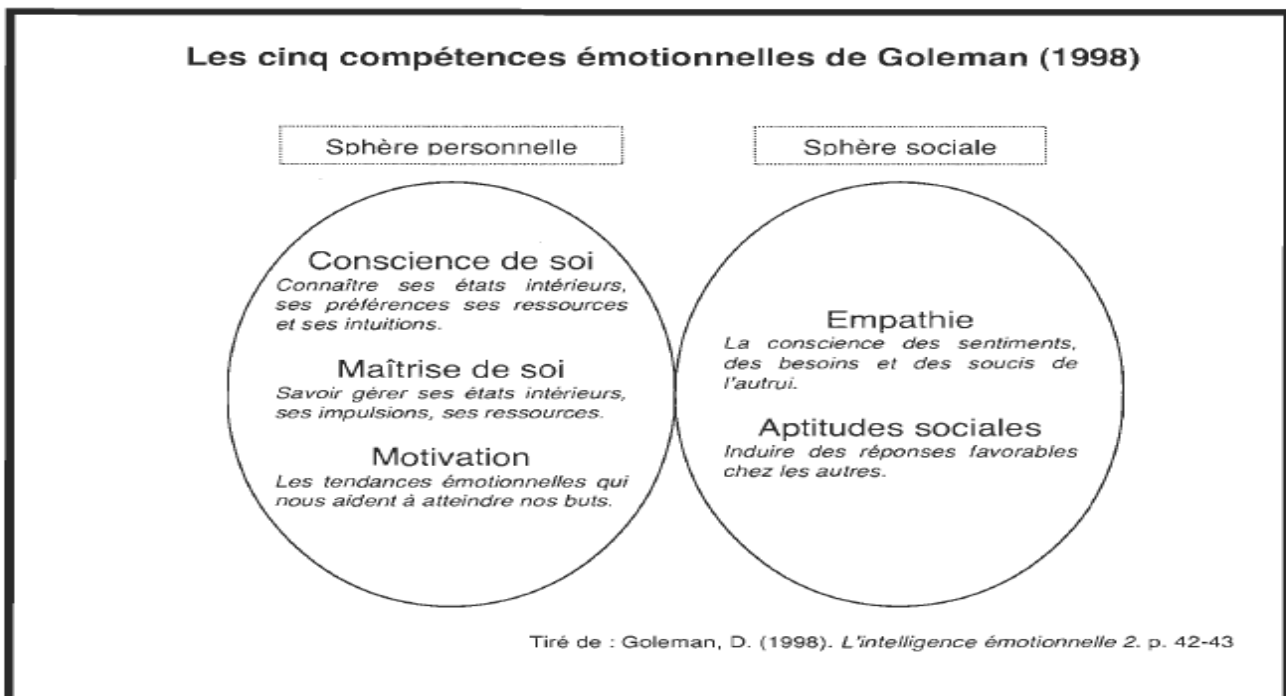 Les cinq compétences émotionnelles de Goleman (1998)
Sphère personnelle
Conscience de soi
Connaître ses états intérieurs,
ses préférences ses ressources
et ses intuitions.
Maîtrise de soi
Savoir gérer ses états intérieurs,
ses impulsions, ses ressources.
Motivation
Les tendances émotionnelles qui
nous aident à atteindre nos buts.
Sphère sociale
Empathie
La conscience des sentiments,
des besoins et des soucis de
l'autrui.
Aptitudes sociales
Induire des réponses favorables
chez les autres.
Tiré de : Goleman, D. (1998). L'intelligence émotionnelle 2. p. 42-43